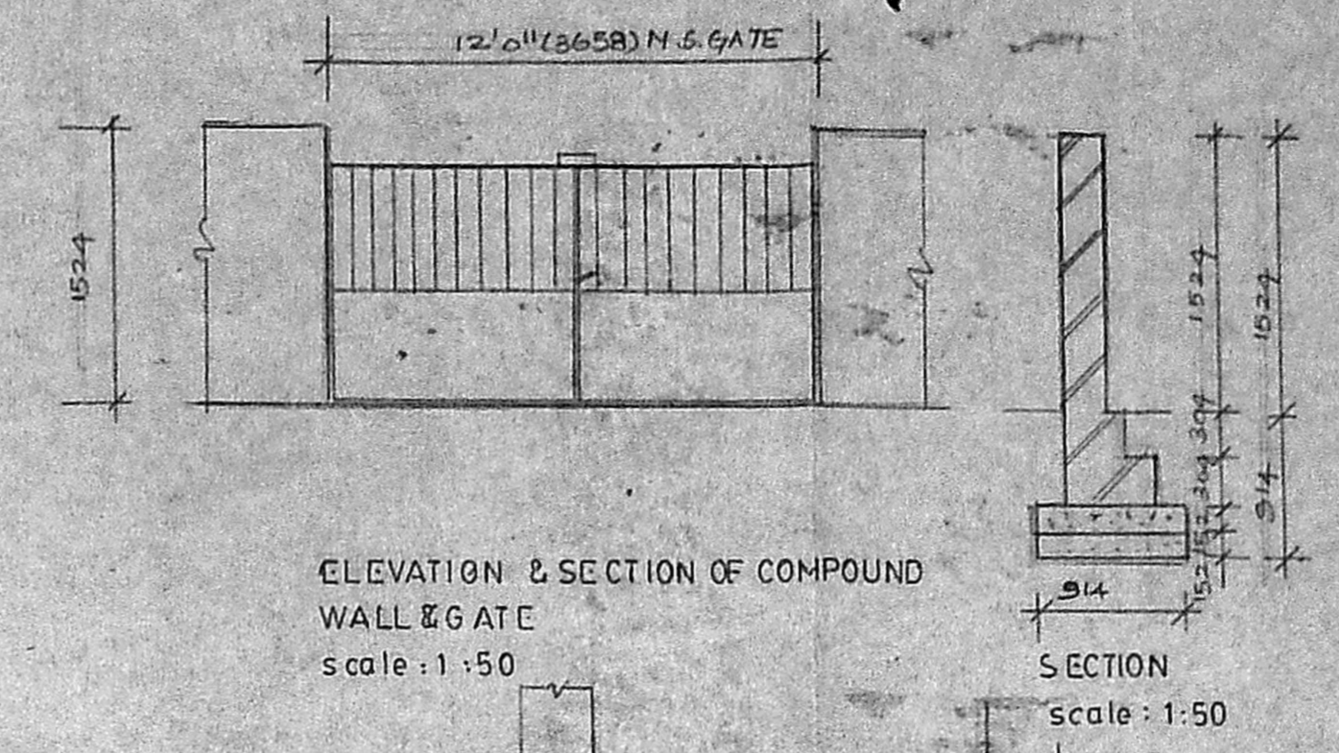 12'0"(3658) M.S.GATE
1524
1524
1524
304
304
914
152
152
914
ELEVATION & SECTION OF COMPOUND
WALL & GATE
scale : 1 : 50
SECTION
scale : 1:50